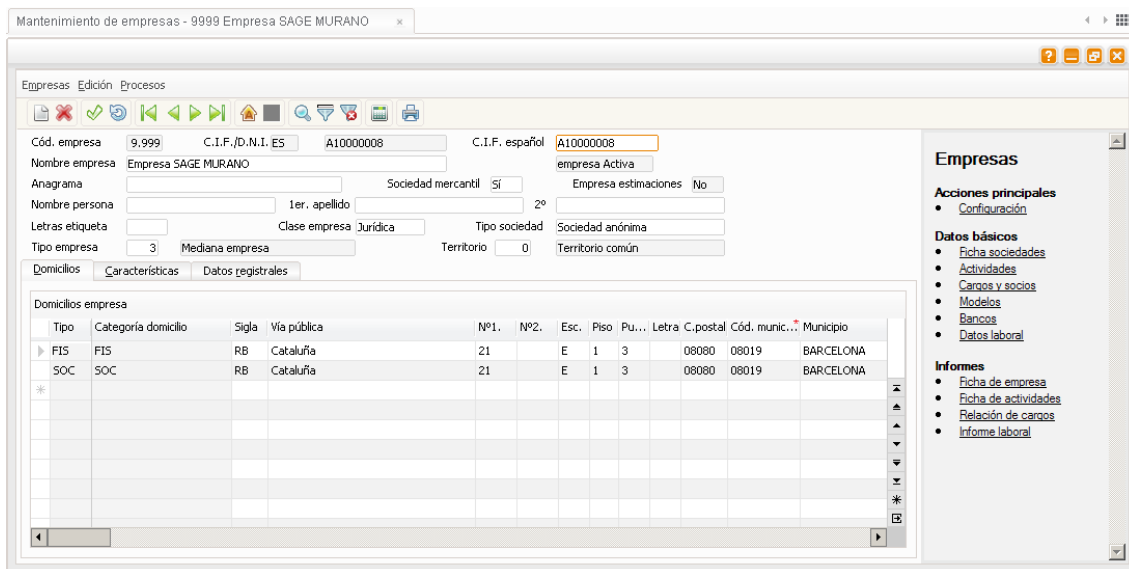 Mantenimiento de empresas - 9999 Empresa SAGE MURANO ×
Empresas Edición Procesos
Cód. empresa 9.999 C.I.F./D.N.I. ES A10000008 C.I.F. español A10000008
Nombre empresa Empresa SAGE MURANO empresa Activa
Anagrama Sociedad mercantil Sí Empresa estimaciones No
Nombre persona 1er. apellido 2º
Letras etiqueta Clase empresa Jurídica Tipo sociedad Sociedad anónima
Tipo empresa 3 Mediana empresa Territorio 0 Territorio común
Domicilios Características Datos registrales
Domicilios empresa
Tipo Categoría domicilio Sigla Vía pública Nº1. Nº2. Esc. Piso Pu... Letra C.postal Cód. munic...* Municipio
FIS FIS RB Cataluña 21 E 1 3 08080 08019 BARCELONA
SOC SOC RB Cataluña 21 E 1 3 08080 08019 BARCELONA
Empresas
Acciones principales
• Configuración
Datos básicos
• Ficha sociedades
• Actividades
• Cargos y socios
• Modelos
• Bancos
• Datos laboral
Informes
• Ficha de empresa
• Ficha de actividades
• Relación de cargos
• Informe laboral